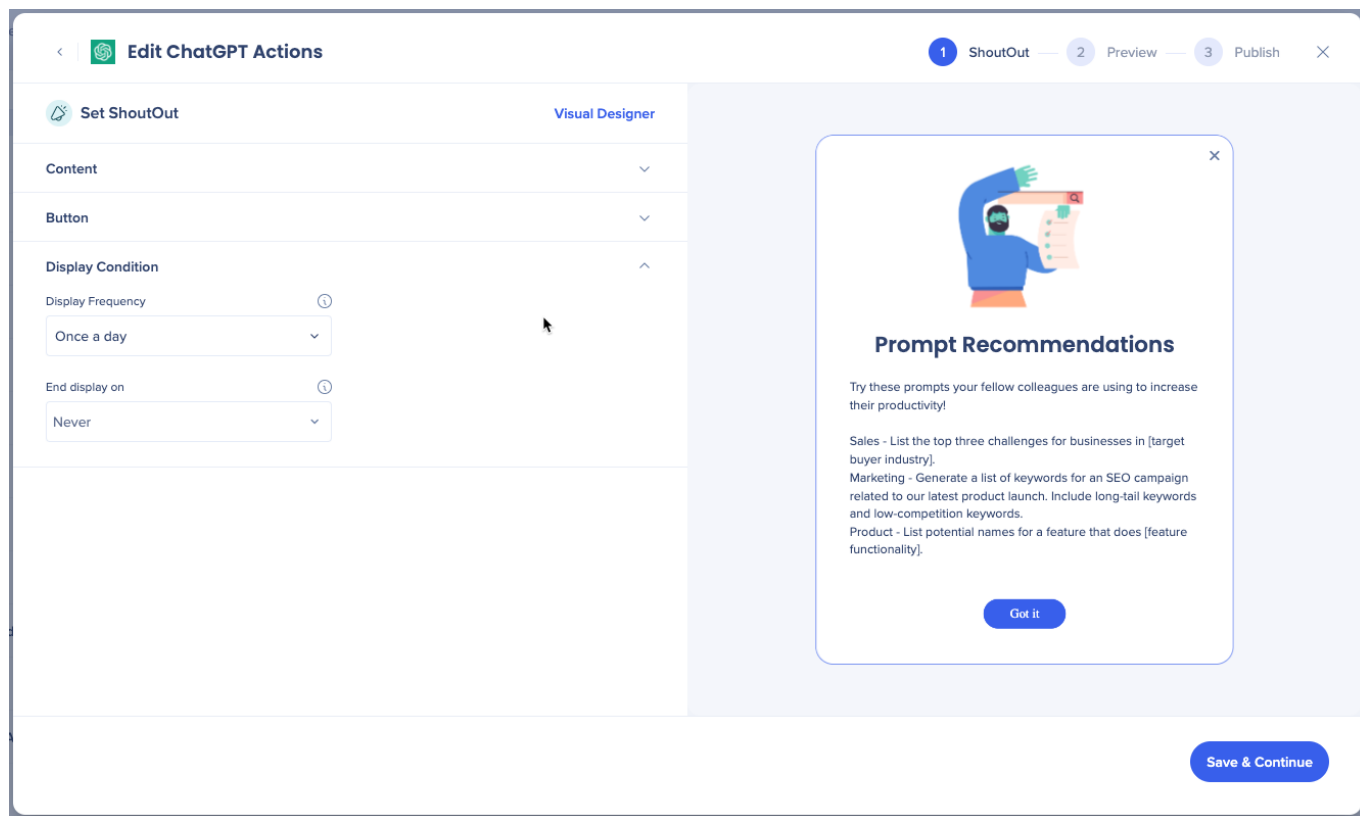 Edit ChatGPT Actions
1 ShoutOut 2 Preview 3 Publish
Set ShoutOut
Visual Designer
Content
Button
Display Condition
Display Frequency
Once a day
End display on
Never
Prompt Recommendations
Try these prompts your fellow colleagues are using to increase
their productivity!
Sales - List the top three challenges for businesses in [target
buyer industry].
Marketing - Generate a list of keywords for an SEO campaign
related to our latest product launch. Include long-tail keywords
and low-competition keywords.
Product - List potential names for a feature that does [feature
functionality].
Got it
Save & Continue